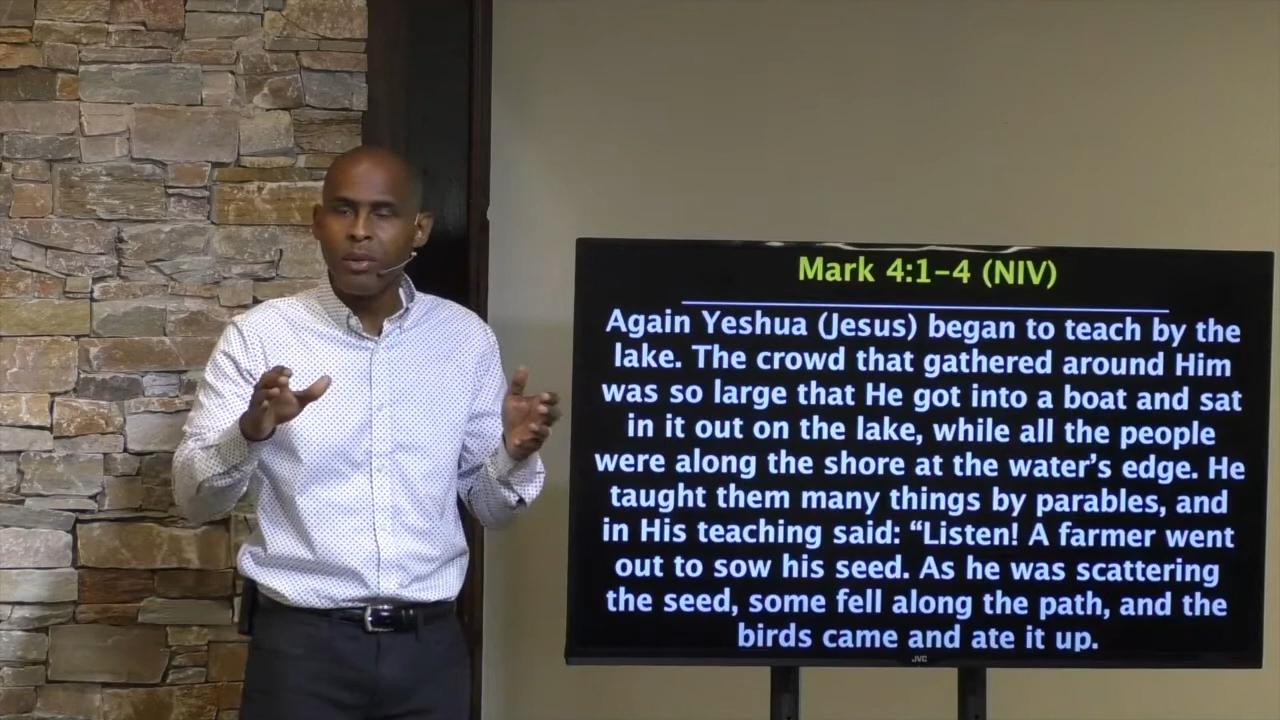 Mark 4:1–4 (NIV)
Again Yeshua (Jesus) began to teach by the
lake. The crowd that gathered around Him
was so large that He got into a boat and sat
in it out on the lake, while all the people
were along the shore at the water’s edge. He
taught them many things by parables, and
in His teaching said: “Listen! A farmer went
out to sow his seed. As he was scattering
the seed, some fell along the path, and the
birds came and ate it up.
JVC